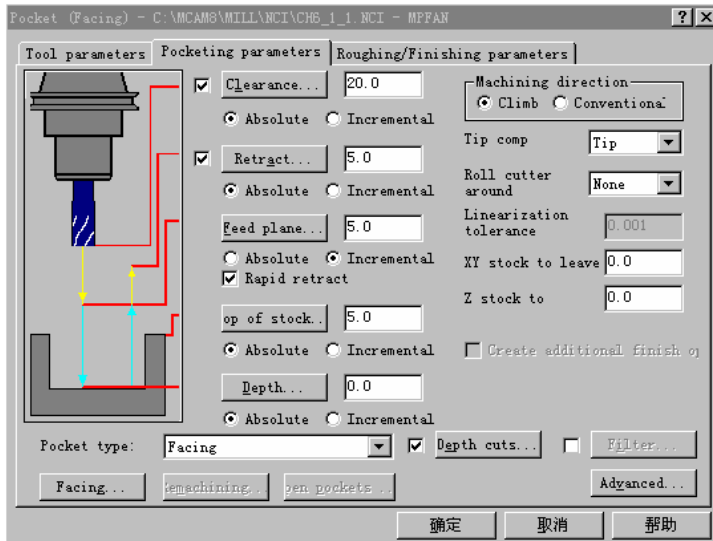 Pocket (Facing) - C:\MCAM8\MILL\NCI\CH6_1_1.NCI - MPFAN
Tool parameters Pocketing parameters Roughing/Finishing parameters
Clearance... 20.0
Absolute Incremental
Retract... 5.0
Absolute Incremental
Feed plane... 5.0
Absolute Incremental
Rapid retract
op of stock.. 5.0
Absolute Incremental
Depth... 0.0
Absolute Incremental
Machining direction
Climb Conventiona
Tip comp Tip
Roll cutter around None
Linearization tolerance 0.001
XY stock to leave 0.0
Z stock to 0.0
Create additional finish op
Pocket type: Facing Depth cuts... Filter...
Facing... emachining.. pen pockets .. Advanced...
确定 取消 帮助